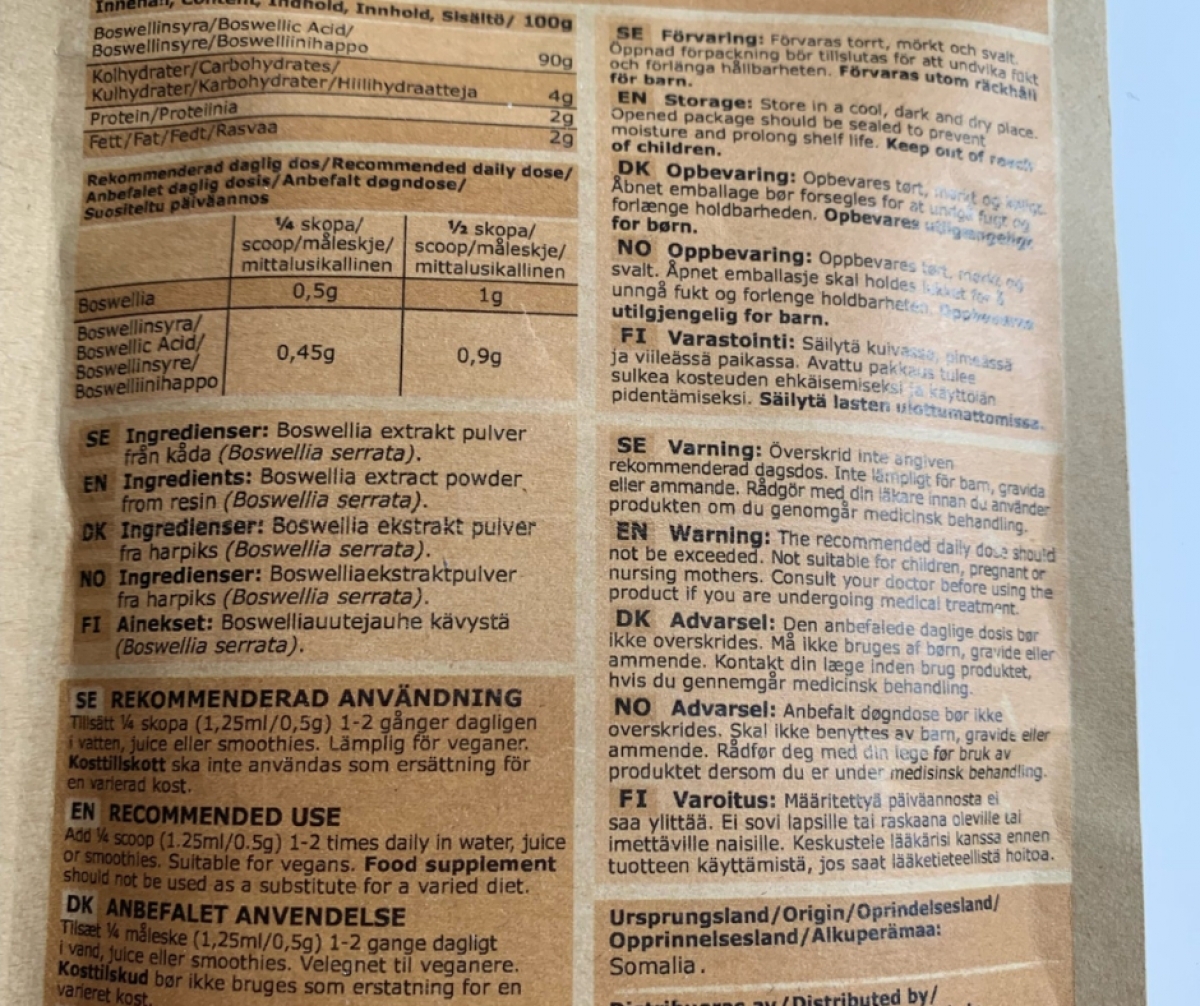 Innehåll, Content, Indhold, Innhold, Sisältö/ 100g
Boswellinsyra/Boswellic Acid/
Boswellinsyre/Boswelliinihappo 90g
Kolhydrater/Carbohydrates/
Kulhydrater/Karbohydrater/Hiilihydraatteja 4g
Protein/Proteiinia 2g
Fett/Fat/Fedt/Rasvaa 2g
Rekommenderad daglig dos/Recommended daily dose/
Anbefalet daglig dosis/Anbefalt døgndose/
Suositeltu päiväannos
¼ skopa/ ½ skopa/
scoop/måleskje/ scoop/måleskje/
mittalusikallinen mittalusikallinen
Boswellia 0,5g 1g
Boswellinsyra/
Boswellic Acid/ 0,45g 0,9g
Boswellinsyre/
Boswelliinihappo
SE Ingredienser: Boswellia extrakt pulver
från kåda (Boswellia serrata).
EN Ingredients: Boswellia extract powder
from resin (Boswellia serrata).
DK Ingredienser: Boswellia ekstrakt pulver
fra harpiks (Boswellia serrata).
NO Ingredienser: Boswelliaekstraktpulver
fra harpiks (Boswellia serrata).
FI Ainekset: Boswelliauutejauhe kävystä
(Boswellia serrata).
SE REKOMMENDERAD ANVÄNDNING
Tillsätt ¼ skopa (1,25ml/0,5g) 1-2 gånger dagligen
i vatten, juice eller smoothies. Lämplig för veganer.
Kosttillskott ska inte användas som ersättning för
en varierad kost.
EN RECOMMENDED USE
Add ¼ scoop (1.25ml/0.5g) 1-2 times daily in water, juice
or smoothies. Suitable for vegans. Food supplement
should not be used as a substitute for a varied diet.
DK ANBEFALET ANVENDELSE
Tilsæt ¼ måleske (1,25ml/0,5g) 1-2 gange dagligt
i vand, juice eller smoothies. Velegnet til veganere.
Kosttilskud bør ikke bruges som erstatning for en
varieret kost.
SE Förvaring: Förvaras torrt, mörkt och svalt.
Öppnad förpackning bör tillslutas för att undvika fukt
och förlänga hållbarheten. Förvaras utom räckhåll
för barn.
EN Storage: Store in a cool, dark and dry place.
Opened package should be sealed to prevent
moisture and prolong shelf life. Keep out of reach
of children.
DK Opbevaring: Opbevares tørt, mørkt og køligt.
Åbnet emballage bør forsegles for at undgå fugt og
forlænge holdbarheden. Opbevares utilgængeligt
for børn.
NO Oppbevaring: Oppbevares tørt, mørkt og
svalt. Åpnet emballasje skal holdes lukket for å
unngå fukt og forlenge holdbarheten. Oppbevares
utilgjengelig for barn.
FI Varastointi: Säilytä kuivassa, pimeässä
ja viileässä paikassa. Avattu pakkaus tulee
sulkea kosteuden ehkäisemiseksi ja käyttöiän
pidentämiseksi. Säilytä lasten ulottumattomissa.
SE Varning: Överskrid inte angiven
rekommenderad dagsdos. Inte lämpligt för barn, gravida
eller ammande. Rådgör med din läkare innan du använder
produkten om du genomgår medicinsk behandling.
EN Warning: The recommended daily dose should
not be exceeded. Not suitable for children, pregnant or
nursing mothers. Consult your doctor before using the
product if you are undergoing medical treatment.
DK Advarsel: Den anbefalede daglige dosis bør
ikke overskrides. Må ikke bruges af børn, gravide eller
ammende. Kontakt din læge inden brug produktet,
hvis du gennemgår medicinsk behandling.
NO Advarsel: Anbefalt døgndose bør ikke
overskrides. Skal ikke benyttes av barn, gravide eller
ammende. Rådfør deg med din lege før bruk av
produktet dersom du er under medisinsk behandling.
FI Varoitus: Määritettyä päiväannosta ei
saa ylittää. Ei sovi lapsille tai raskaana oleville tai
imettäville naisille. Keskustele lääkärisi kanssa ennen
tuotteen käyttämistä, jos saat lääketieteellistä hoitoa.
Ursprungsland/Origin/Oprindelsesland/
Opprinnelsesland/Alkuperämaa:
Somalia.
av/Distributed by/